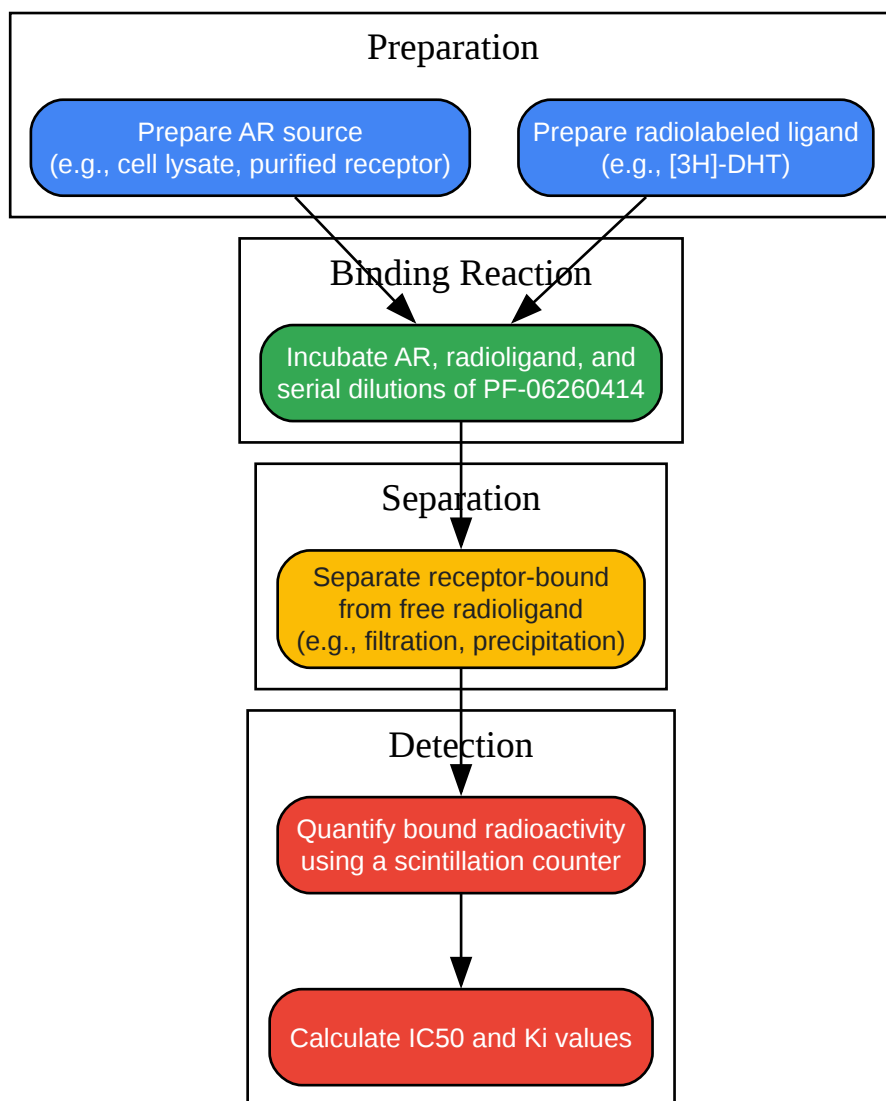 Preparation
Prepare AR source
(e.g., cell lysate, purified receptor)
Prepare radiolabeled ligand
(e.g., [3H]-DHT)
Binding Reaction
Incubate AR, radioligand, and
serial dilutions of PF-06260414
Separation
Separate receptor-bound
from free radioligand
(e.g., filtration, precipitation)
Detection
Quantify bound radioactivity
using a scintillation counter
Calculate IC50 and Ki values